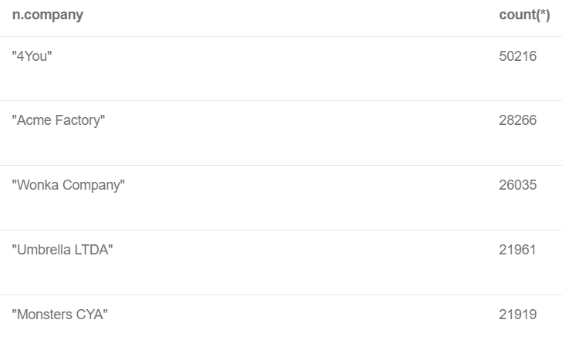 n.company count(*)
"4You" 50216
"Acme Factory" 28266
"Wonka Company" 26035
"Umbrella LTDA" 21961
"Monsters CYA" 21919